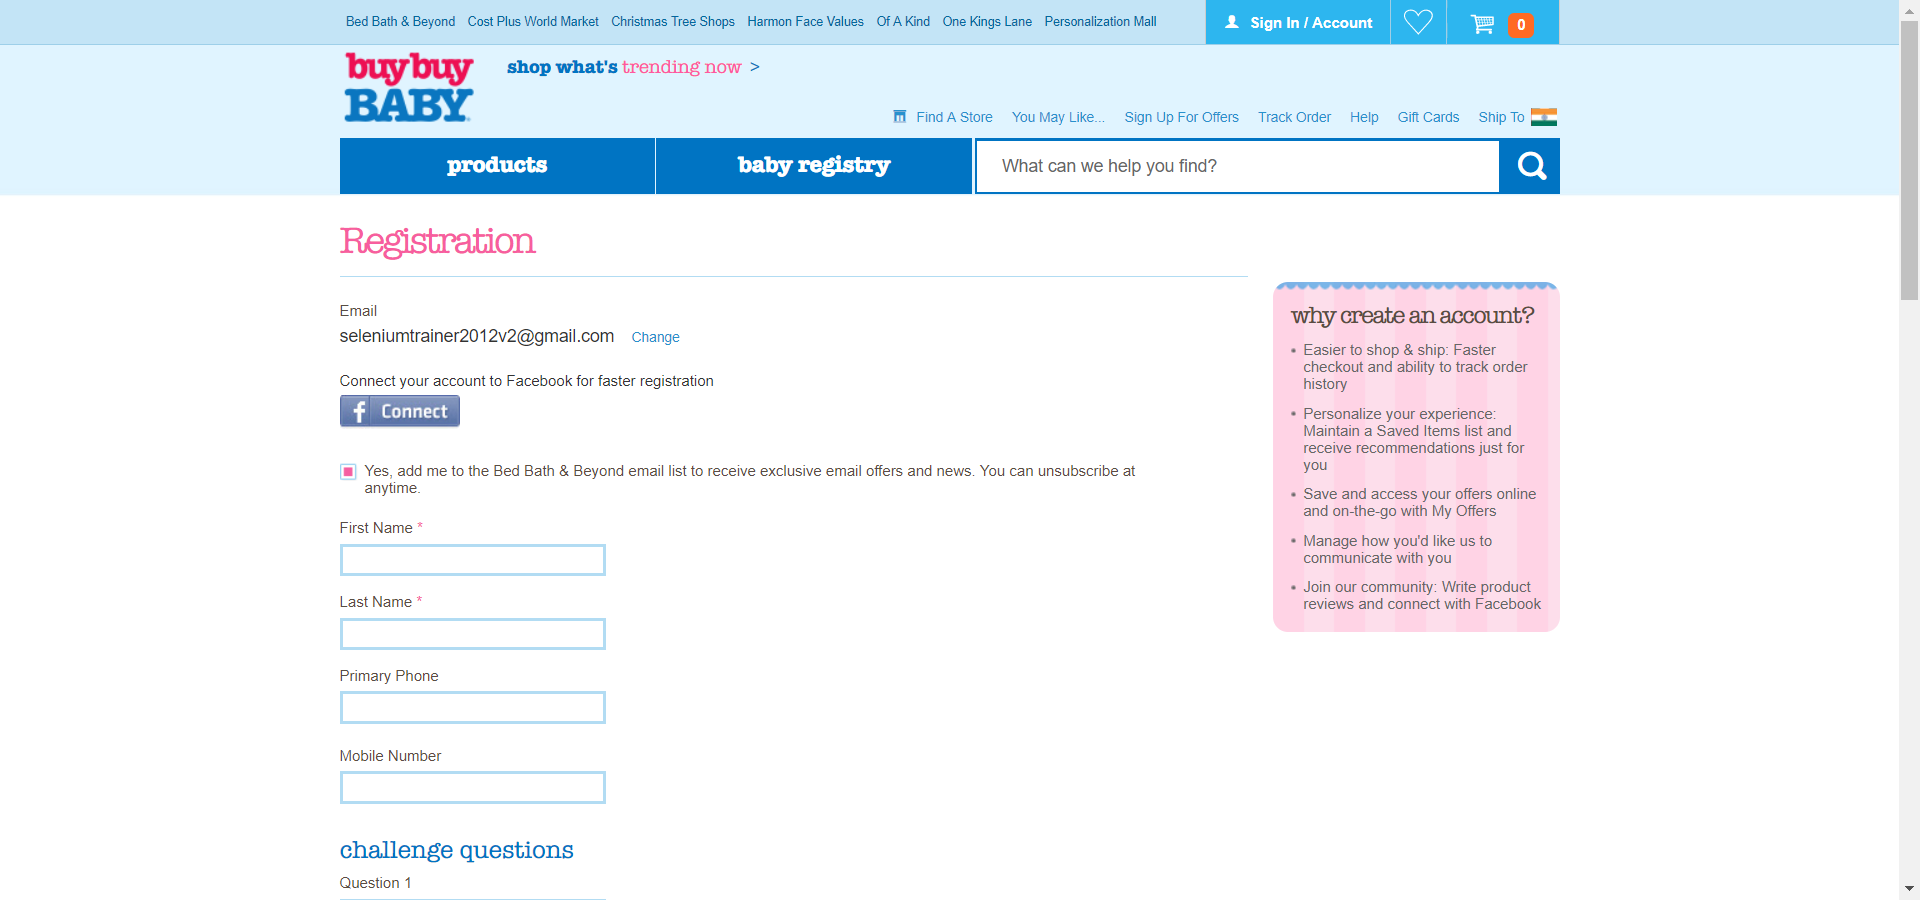 Bed Bath & Beyond Cost Plus World Market Christmas Tree Shops Harmon Face Values Of A Kind One Kings Lane Personalization Mall
Sign In / Account
0
buybuy
BABY
shop what's trending now >
Find A Store You May Like... Sign Up For Offers Track Order Help Gift Cards Ship To
products
baby registry
What can we help you find?
Registration
Email
seleniumtrainer2012v2@gmail.com Change
Connect your account to Facebook for faster registration
f Connect
Yes, add me to the Bed Bath & Beyond email list to receive exclusive email offers and news. You can unsubscribe at
anytime.
First Name *
Last Name *
Primary Phone
Mobile Number
challenge questions
Question 1
why create an account?
• Easier to shop & ship: Faster
checkout and ability to track order
history
• Personalize your experience:
Maintain a Saved Items list and
receive recommendations just for
you
• Save and access your offers online
and on-the-go with My Offers
• Manage how you'd like us to
communicate with you
• Join our community: Write product
reviews and connect with Facebook